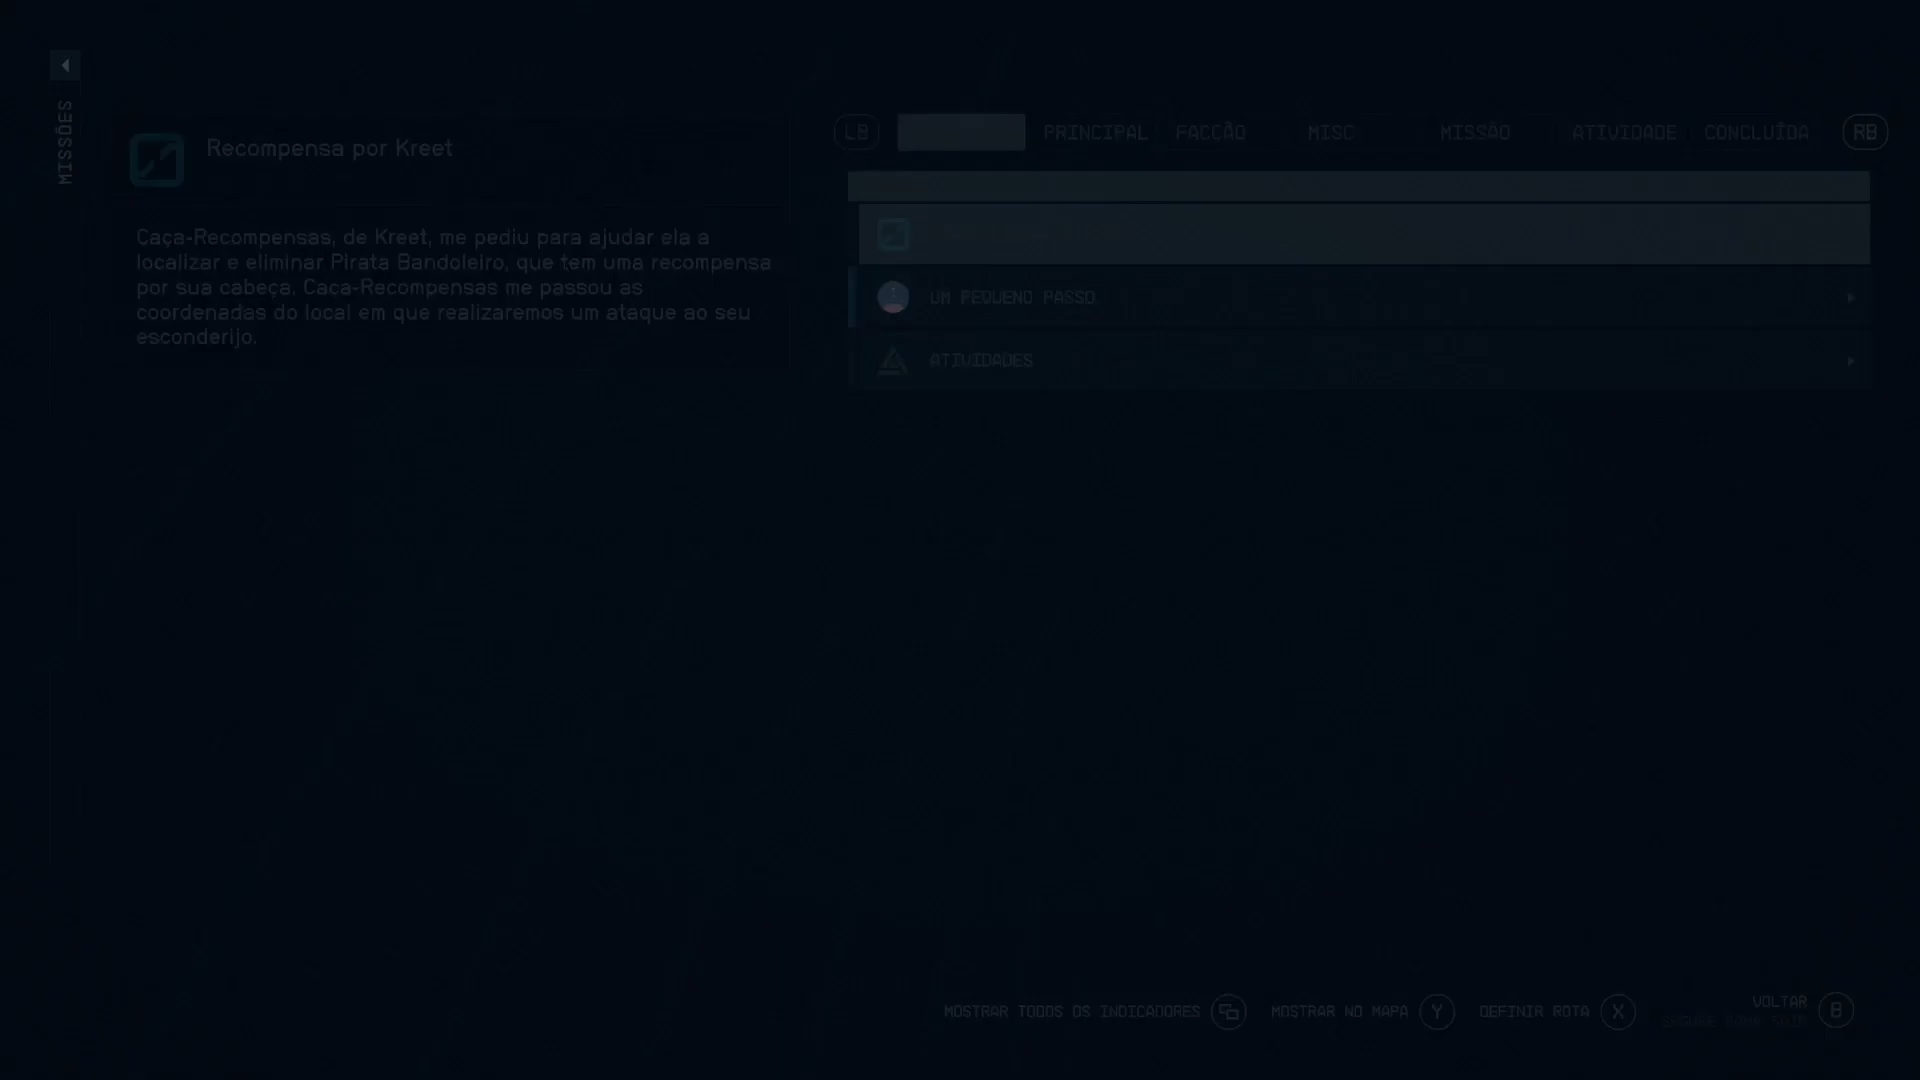 MISSÕES
Recompensa por Kreet
Caça-Recompensas, de Kreet, me pediu para ajudar ela a
localizar e eliminar Pirata Bandoleiro, que tem uma recompensa
por sua cabeça. Caça-Recompensas me passou as
coordenadas do local em que realizaremos um ataque ao seu
esconderijo.
LB PRINCIPAL FACÇÃO MISC MISSÃO ATIVIDADE CONCLUÍDA RB
UM PEQUENO PASSO
ATIVIDADES
MOSTRAR TODOS OS INDICADORES MOSTRAR NO MAPA Y DEFINIR ROTA X VOLTAR B
SEGURE PARA SAIR